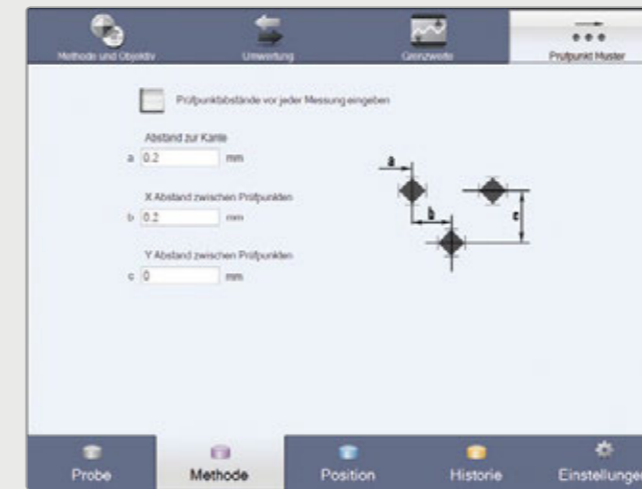 Methode und Objektiv
Umwertung
Grenzwerte
Prüfpunkt Muster
Prüfpunktabstände vor jeder Messung eingeben
Abstand zur Kante
a 0.2 mm
X Abstand zwischen Prüfpunkten
b 0.2 mm
Y Abstand zwischen Prüfpunkten
c 0 mm
a
b
c
Probe
Methode
Position
Historie
Einstellungen